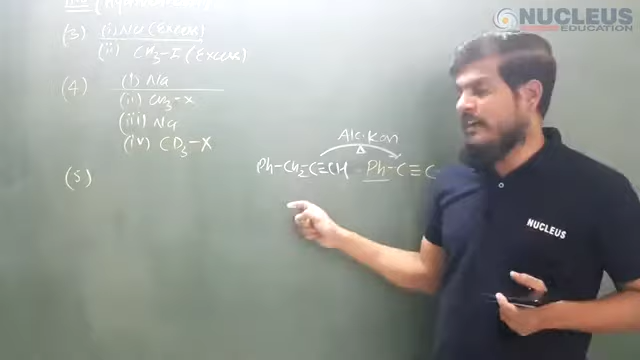 NUCLEUS
EDUCATION
(3) (i) Na (Excess)
(ii) CH3-I (Excess)
(4) (i) Na
(ii) CH3-X
(iii) Na
(iv) CD3-X
(5)
Alc.KOH
Δ
Ph-CH2-C≡CH Ph-C≡C-
NUCLEUS